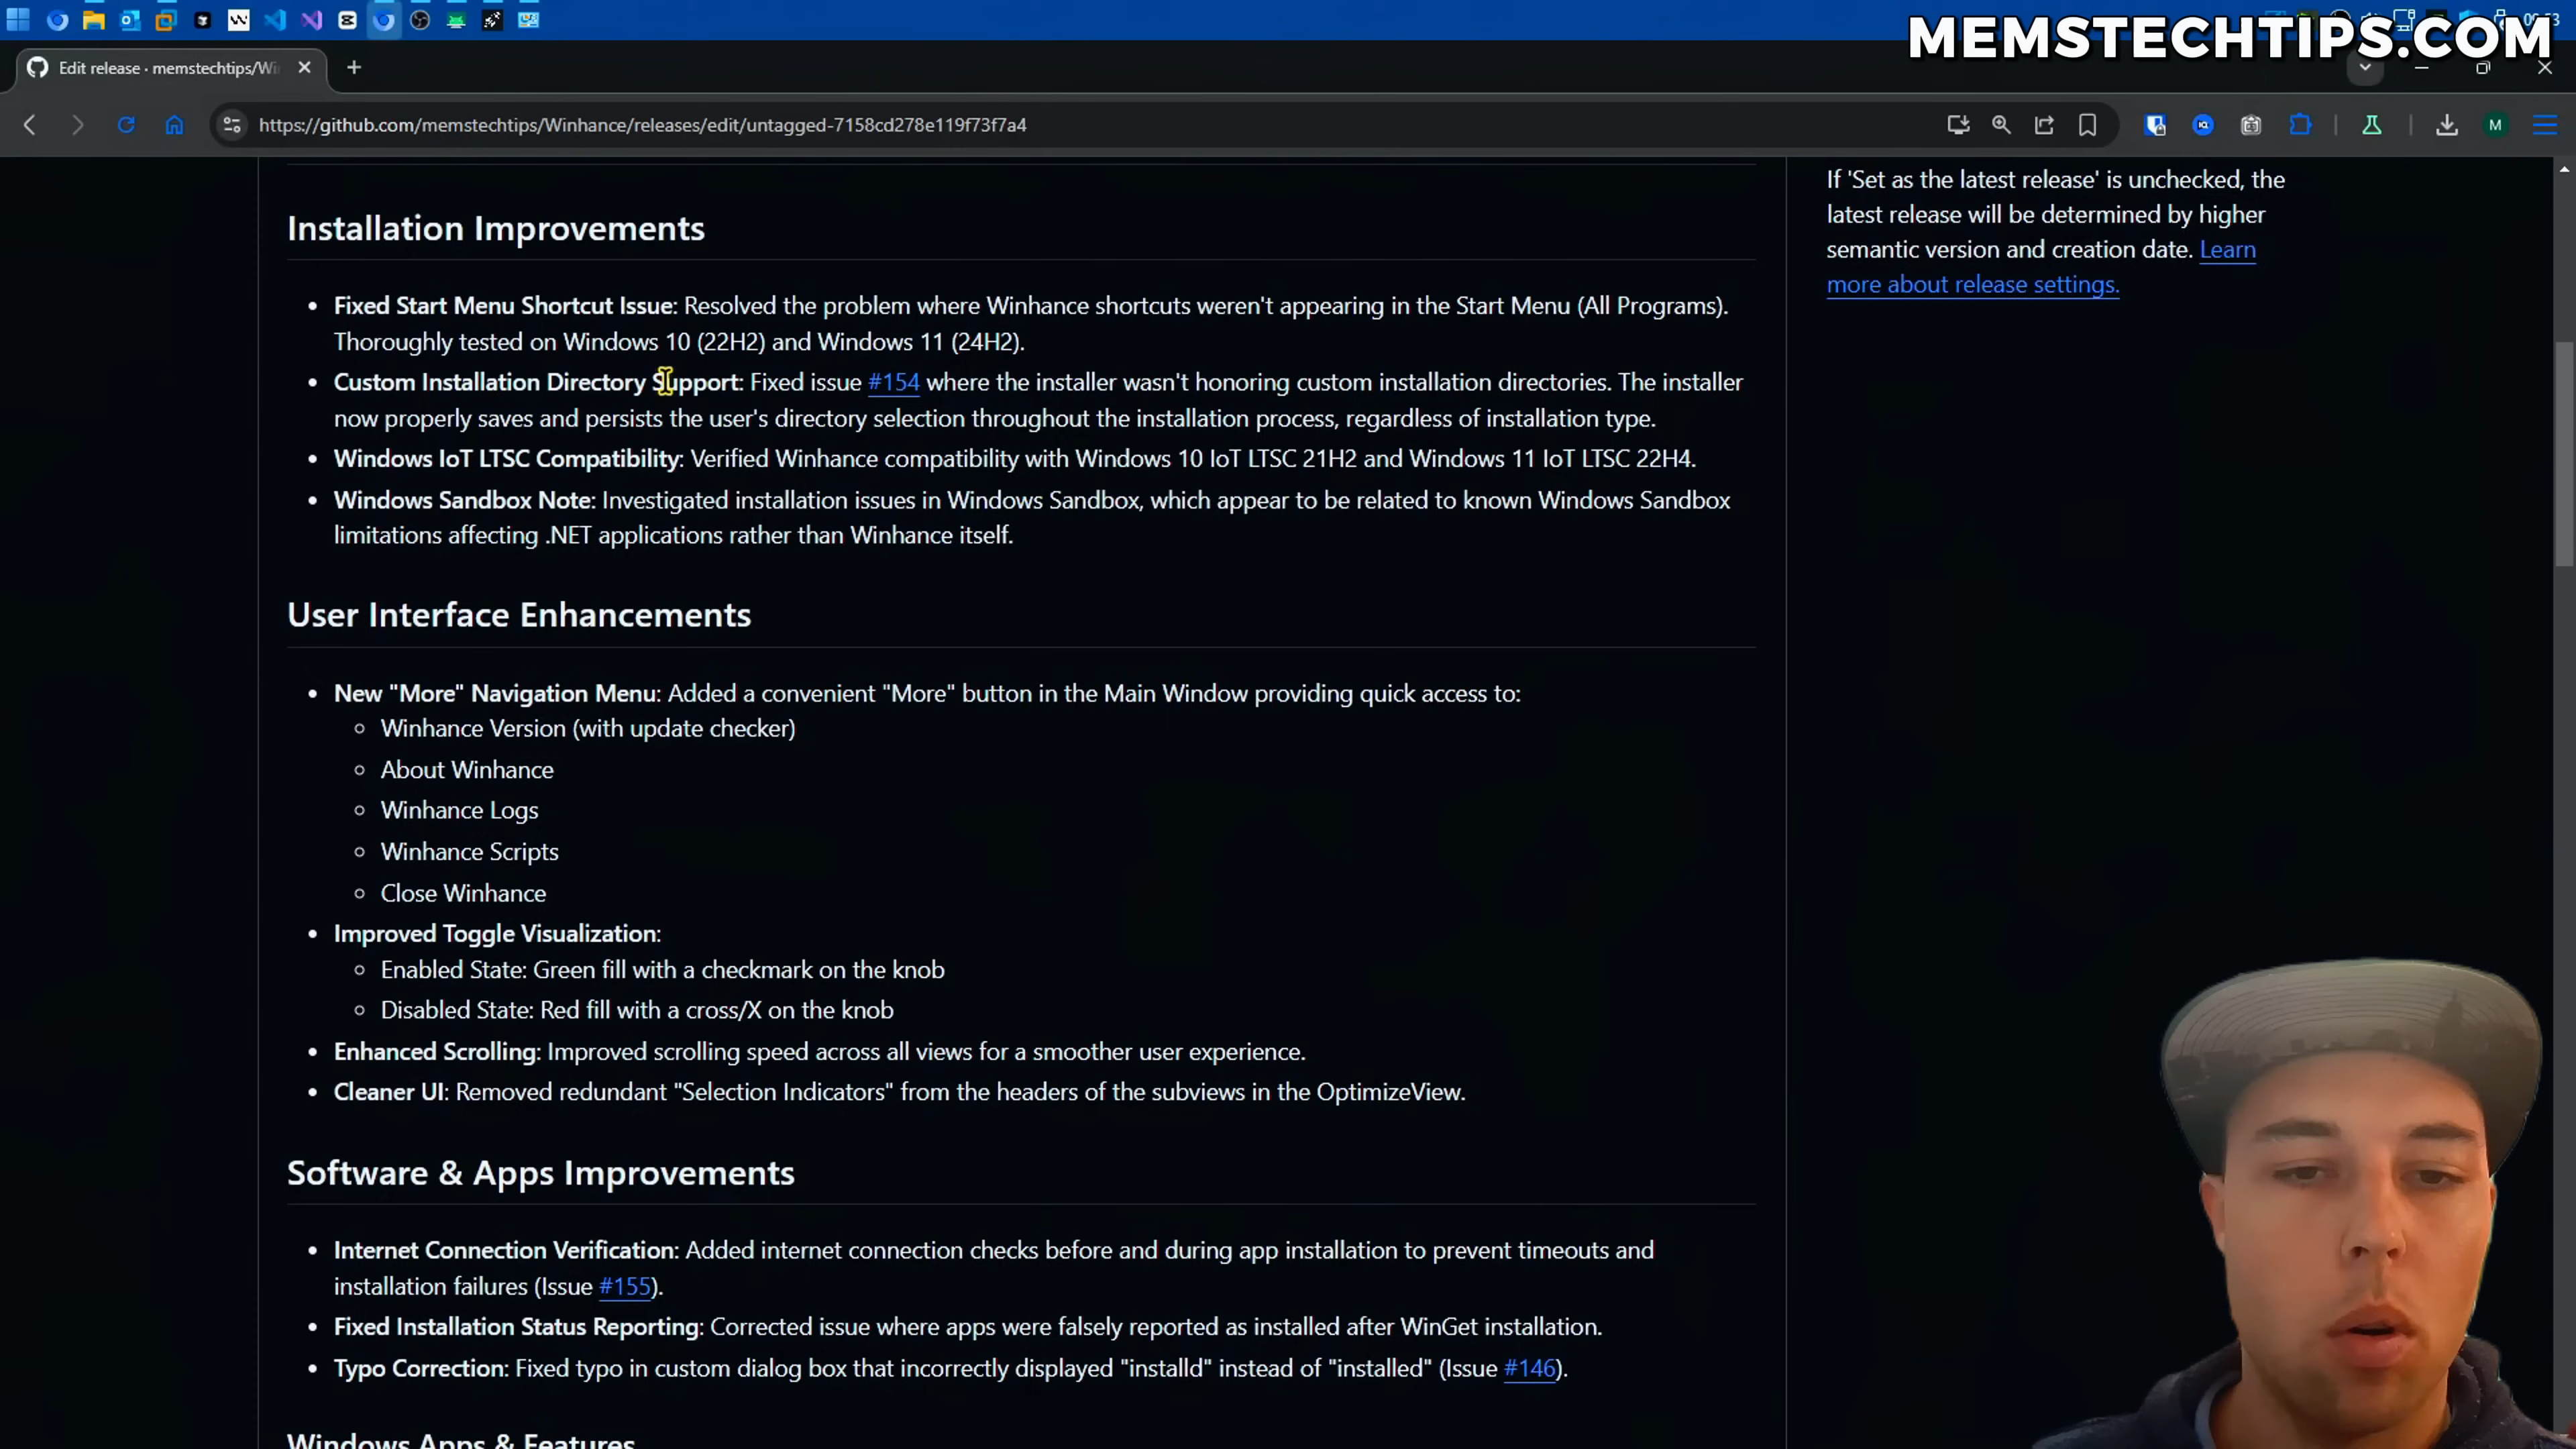 MEMSTECHTIPS.COM
Edit release · memstechtips/Wi
https://github.com/memstechtips/Winhance/releases/edit/untagged-7158cd278e119f73f7a4
M
If 'Set as the latest release' is unchecked, the
latest release will be determined by higher
semantic version and creation date. Learn
more about release settings.
Installation Improvements
• Fixed Start Menu Shortcut Issue: Resolved the problem where Winhance shortcuts weren't appearing in the Start Menu (All Programs).
Thoroughly tested on Windows 10 (22H2) and Windows 11 (24H2).
• Custom Installation Directory Support: Fixed issue #154 where the installer wasn't honoring custom installation directories. The installer
now properly saves and persists the user's directory selection throughout the installation process, regardless of installation type.
• Windows IoT LTSC Compatibility: Verified Winhance compatibility with Windows 10 IoT LTSC 21H2 and Windows 11 IoT LTSC 22H4.
• Windows Sandbox Note: Investigated installation issues in Windows Sandbox, which appear to be related to known Windows Sandbox
limitations affecting .NET applications rather than Winhance itself.
User Interface Enhancements
• New "More" Navigation Menu: Added a convenient "More" button in the Main Window providing quick access to:
○ Winhance Version (with update checker)
○ About Winhance
○ Winhance Logs
○ Winhance Scripts
○ Close Winhance
• Improved Toggle Visualization:
○ Enabled State: Green fill with a checkmark on the knob
○ Disabled State: Red fill with a cross/X on the knob
• Enhanced Scrolling: Improved scrolling speed across all views for a smoother user experience.
• Cleaner UI: Removed redundant "Selection Indicators" from the headers of the subviews in the OptimizeView.
Software & Apps Improvements
• Internet Connection Verification: Added internet connection checks before and during app installation to prevent timeouts and
installation failures (Issue #155).
• Fixed Installation Status Reporting: Corrected issue where apps were falsely reported as installed after WinGet installation.
• Typo Correction: Fixed typo in custom dialog box that incorrectly displayed "installd" instead of "installed" (Issue #146).
Windows Apps & Features